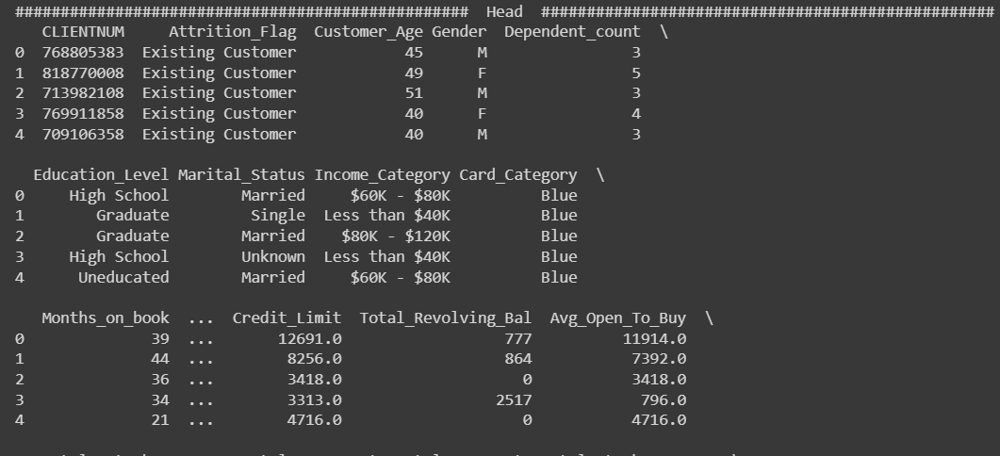 ################################################## Head ##################################################
CLIENTNUM Attrition_Flag Customer_Age Gender Dependent_count \
0 768805383 Existing Customer 45 M 3
1 818770008 Existing Customer 49 F 5
2 713982108 Existing Customer 51 M 3
3 769911858 Existing Customer 40 F 4
4 709106358 Existing Customer 40 M 3
Education_Level Marital_Status Income_Category Card_Category \
0 High School Married $60K - $80K Blue
1 Graduate Single Less than $40K Blue
2 Graduate Married $80K - $120K Blue
3 High School Unknown Less than $40K Blue
4 Uneducated Married $60K - $80K Blue
Months_on_book ... Credit_Limit Total_Revolving_Bal Avg_Open_To_Buy \
0 39 ... 12691.0 777 11914.0
1 44 ... 8256.0 864 7392.0
2 36 ... 3418.0 0 3418.0
3 34 ... 3313.0 2517 796.0
4 21 ... 4716.0 0 4716.0